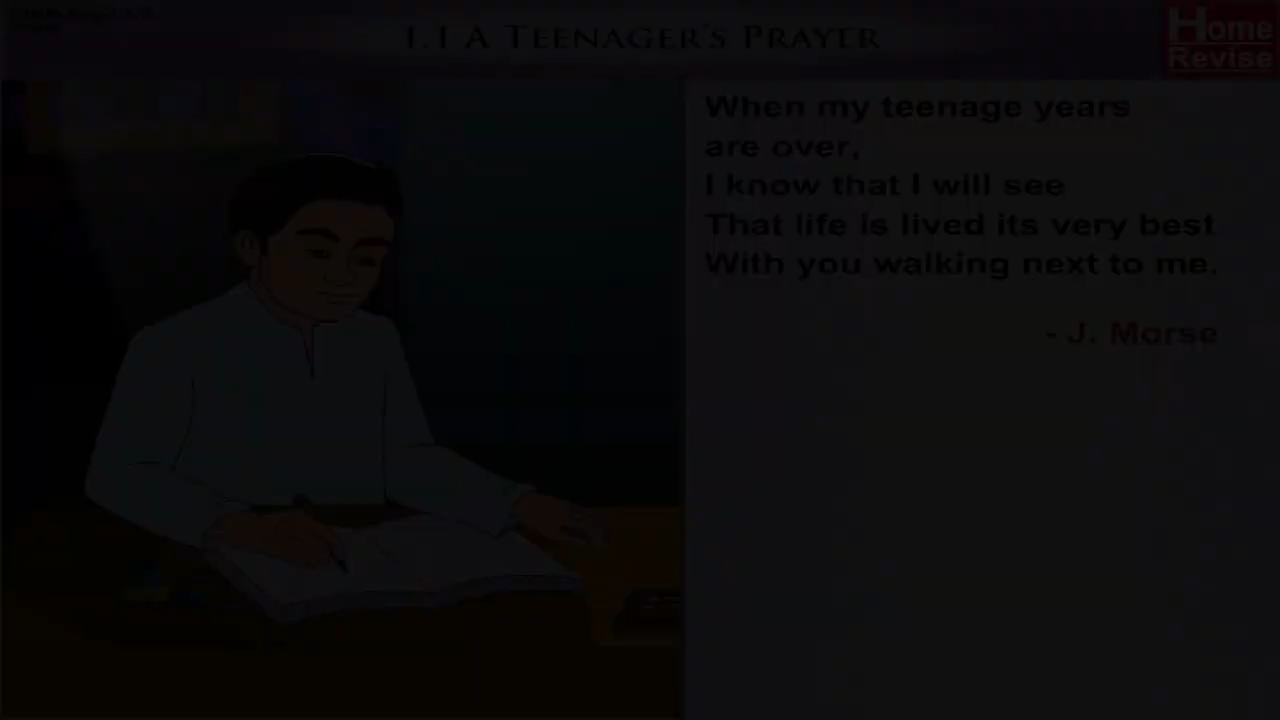 1.1 A TEENAGER'S PRAYER
Home
Revise
When my teenage years
are over,
I know that I will see
That life is lived its very best
With you walking next to me.
- J. Morse